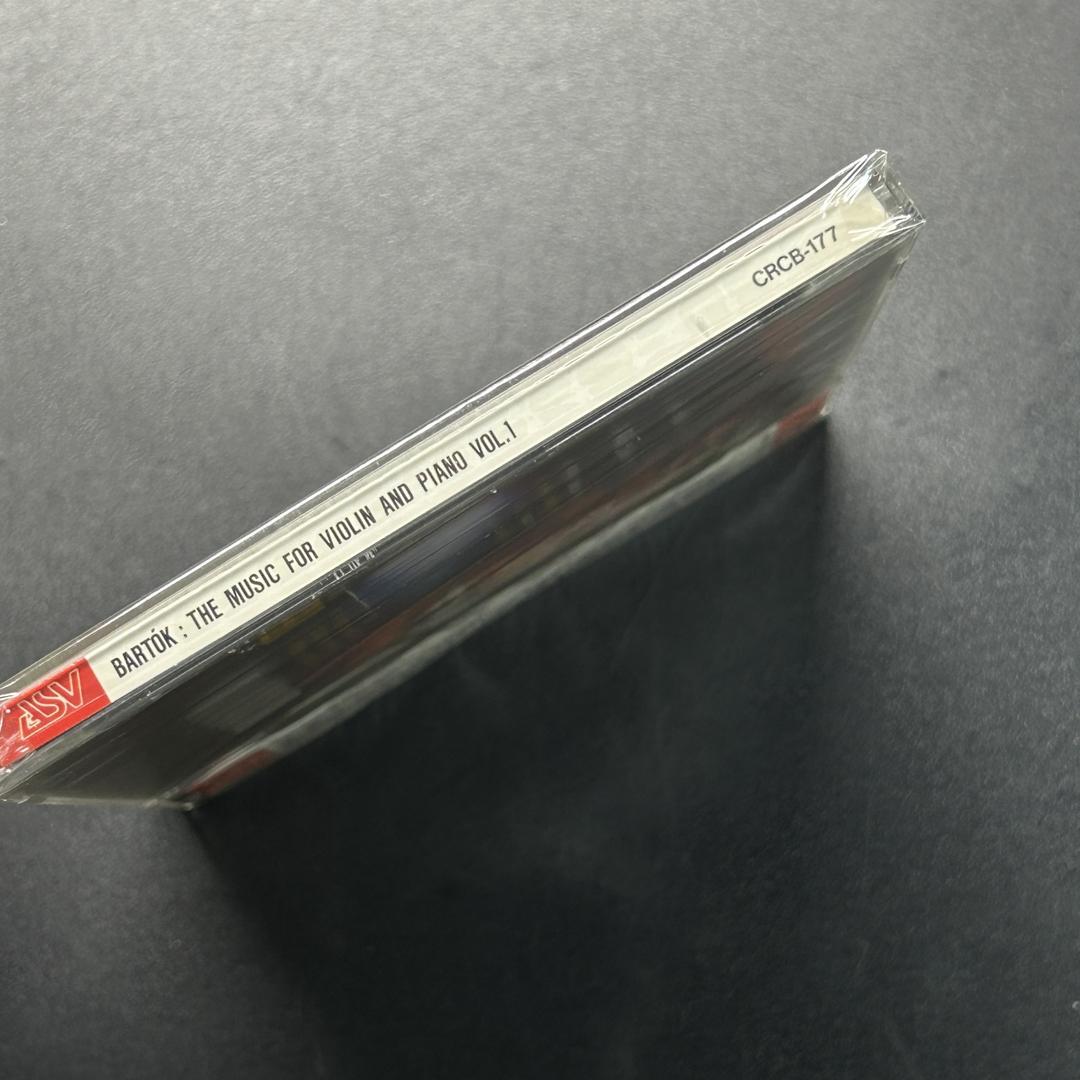 ASV BARTÓK : THE MUSIC FOR VIOLIN AND PIANO VOL.1 CRCB-177